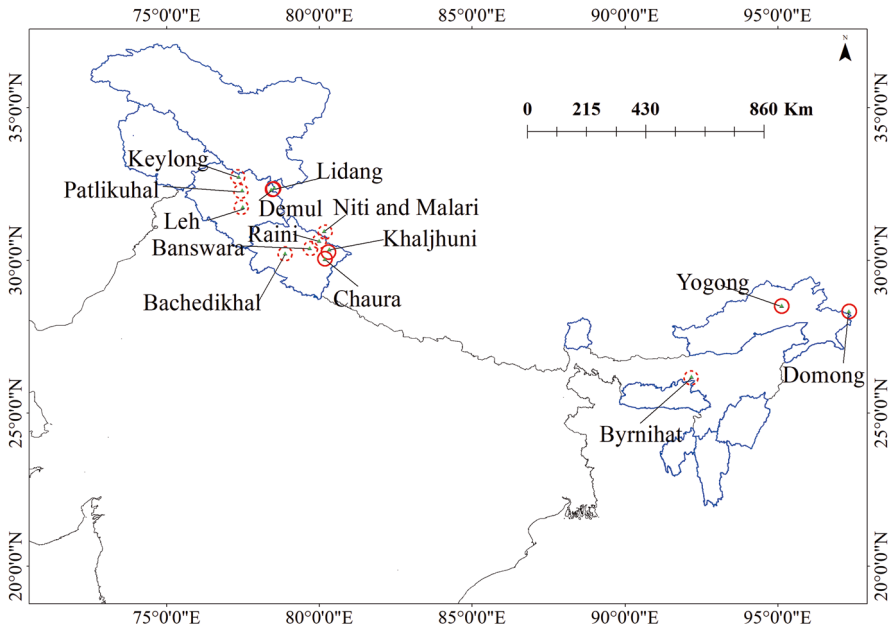 75°0'0"E 80°0'0"E 85°0'0"E 90°0'0"E 95°0'0"E
N
35°0'0"N
35°0'0"N
0 215 430 860 Km
Keylong
Lidang
Patlikuhal
Demul
Niti and Malari
Leh
Raini
Khaljhuni
Banswara
30°0'0"N
30°0'0"N
Yogong
Bachedikhal
Chaura
Domong
Byrnihat
25°0'0"N
25°0'0"N
20°0'0"N
20°0'0"N
75°0'0"E 80°0'0"E 85°0'0"E 90°0'0"E 95°0'0"E